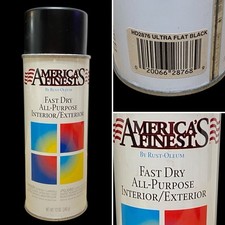 AMERICA'S
FINEST
By Rust-Oleum
Fast Dry
All-Purpose
Interior/Exterior
MD2876 ULTRA FLAT BLACK
20066 28768
AMERICA'S
FINEST
By Rust-Oleum
Fast Dry
All-Purpose
Interior/Exterior